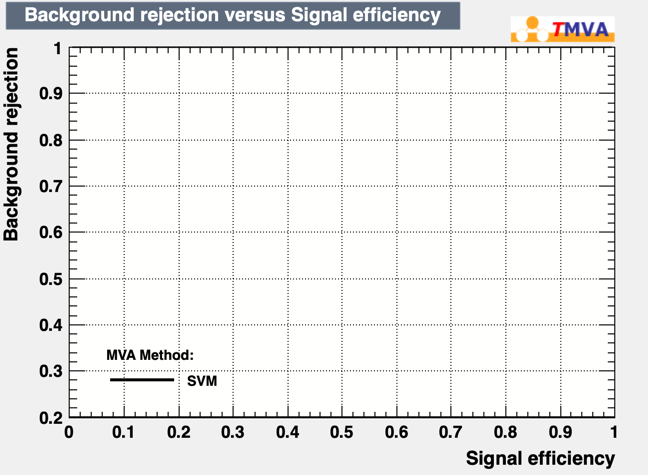 Background rejection versus Signal efficiency
TMVA
Background rejection
1
0.9
0.8
0.7
0.6
0.5
0.4
0.3
0.2
MVA Method:
SVM
0 0.1 0.2 0.3 0.4 0.5 0.6 0.7 0.8 0.9 1
Signal efficiency